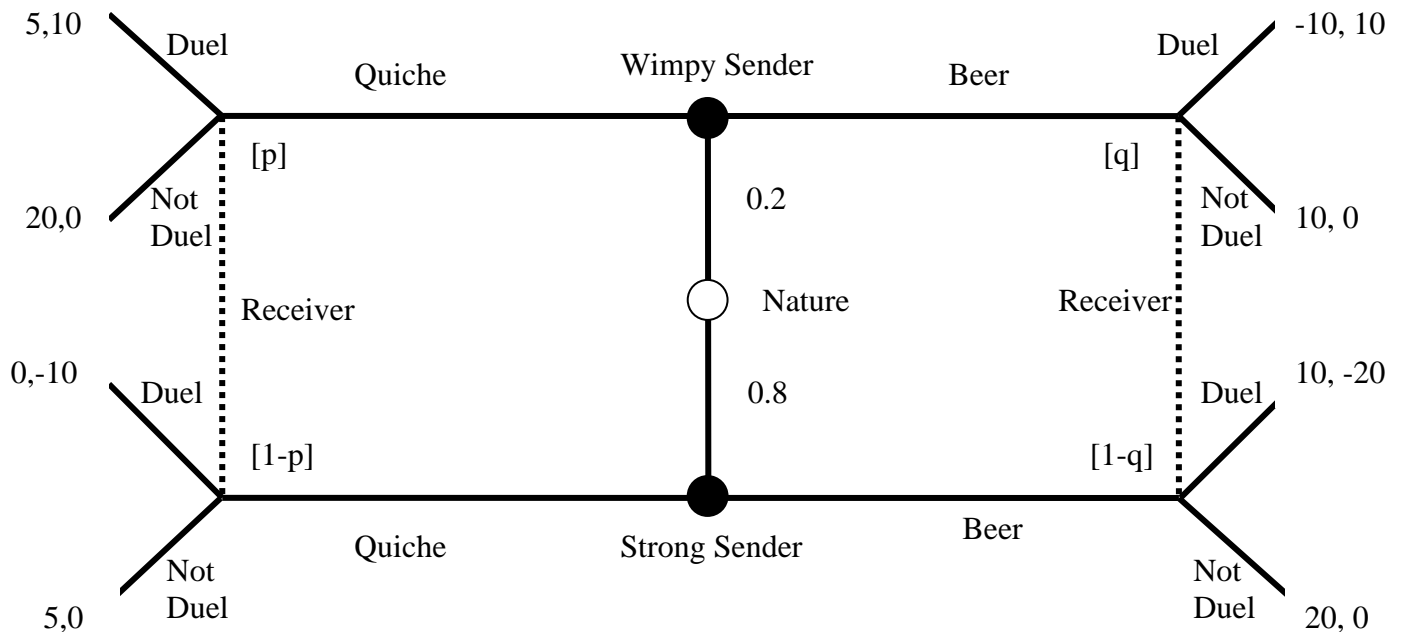 5,10
Duel
Quiche
Wimpy Sender
Beer
Duel
-10, 10
[p]
[q]
20,0
Not
Duel
0.2
Not
Duel
10, 0
Receiver
Nature
Receiver
0,-10
Duel
0.8
Duel
10, -20
[1-p]
[1-q]
Quiche
Strong Sender
Beer
5,0
Not
Duel
Not
Duel
20, 0